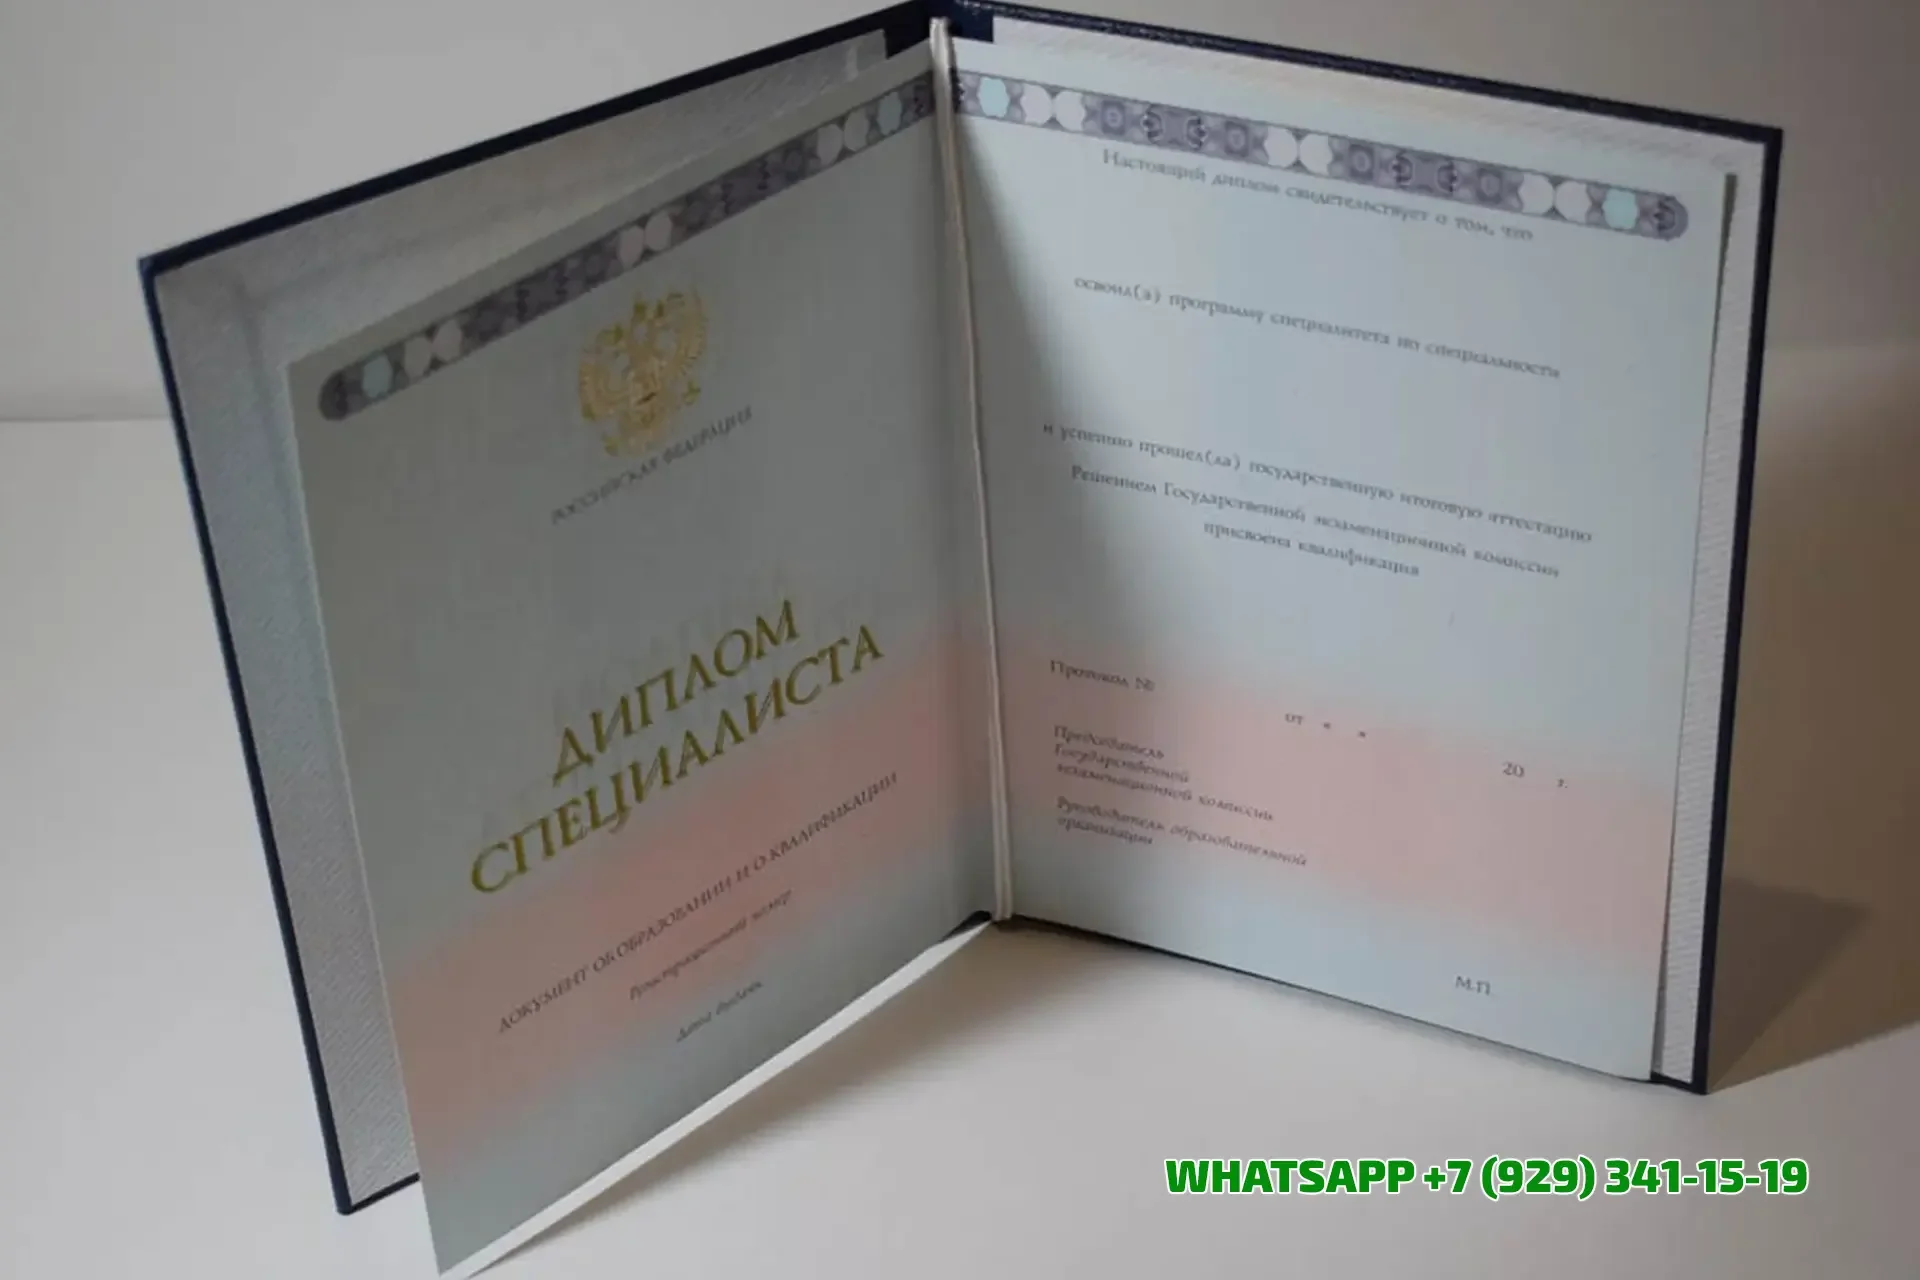 РОССИЙСКАЯ ФЕДЕРАЦИЯ
ДИПЛОМ
СПЕЦИАЛИСТА
ДОКУМЕНТ ОБ ОБРАЗОВАНИИ И О КВАЛИФИКАЦИИ
Регистрационный номер
Дата выдачи
Настоящий диплом свидетельствует о том, что
освоил(а) программу специалитета по специальности
и успешно прошел(ла) государственную итоговую аттестацию
Решением Государственной экзаменационной комиссии
присвоена квалификация
Протокол №
от « » 20 г.
Председатель
Государственной
экзаменационной комиссии
Руководитель образовательной
организации
М.П.
WHATSAPP +7 (929) 341-15-19